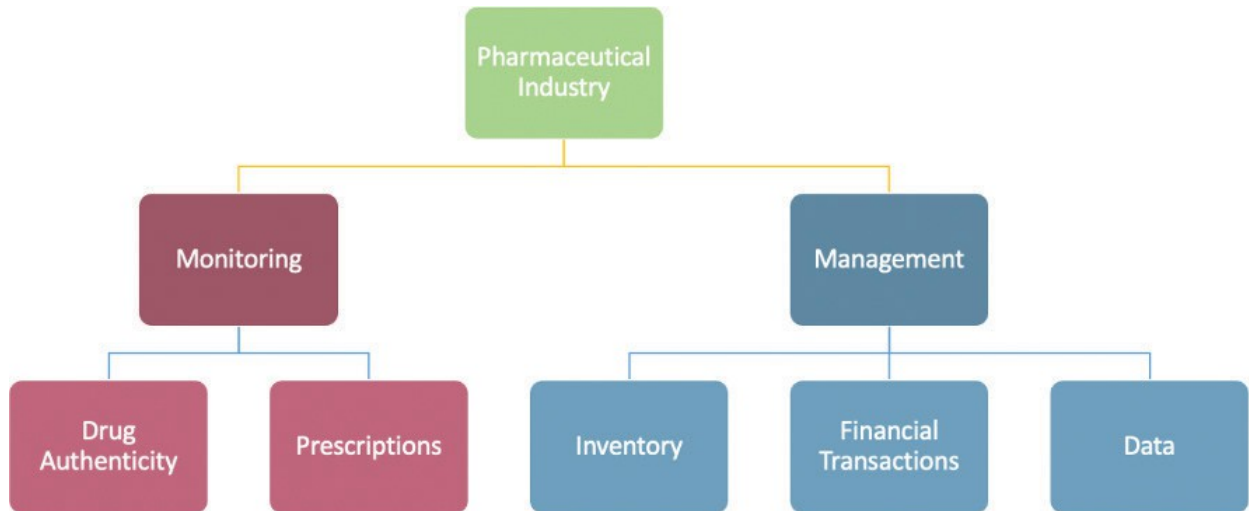 Pharmaceutical
Industry
Monitoring
Management
Drug
Authenticity
Prescriptions
Inventory
Financial
Transactions
Data